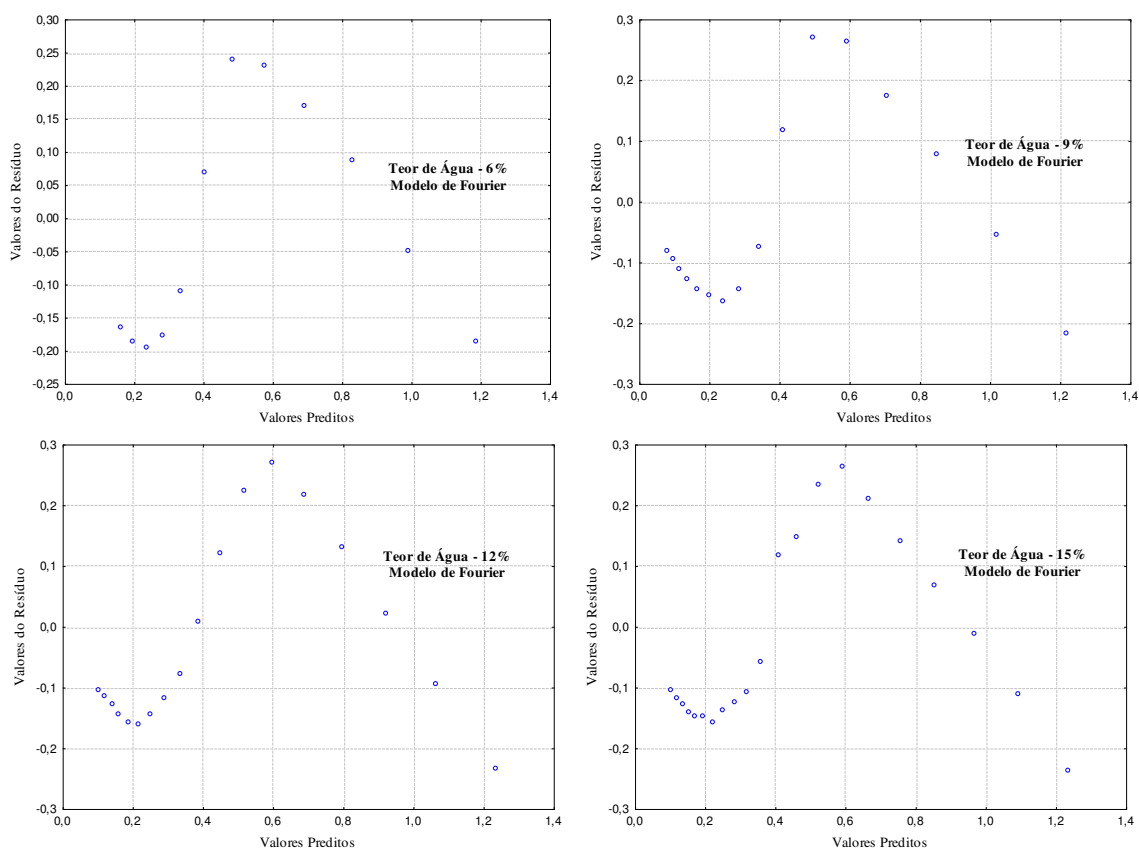 0,30
0,25
0,20
0,15
0,10
0,05
0,00
-0,05
-0,10
-0,15
-0,20
-0,25
Valores do Resíduo
Teor de Água - 6%
Modelo de Fourier
0,0 0,2 0,4 0,6 0,8 1,0 1,2 1,4
Valores Preditos
0,3
0,2
0,1
0,0
-0,1
-0,2
-0,3
Valores do Resíduo
Teor de Água - 9%
Modelo de Fourier
0,0 0,2 0,4 0,6 0,8 1,0 1,2 1,4
Valores Preditos
0,3
0,2
0,1
0,0
-0,1
-0,2
-0,3
Valores do Resíduo
Teor de Água - 12%
Modelo de Fourier
0,0 0,2 0,4 0,6 0,8 1,0 1,2 1,4
Valores Preditos
0,3
0,2
0,1
0,0
-0,1
-0,2
-0,3
Valores do Resíduo
Teor de Água - 15%
Modelo de Fourier
0,0 0,2 0,4 0,6 0,8 1,0 1,2 1,4
Valores Preditos